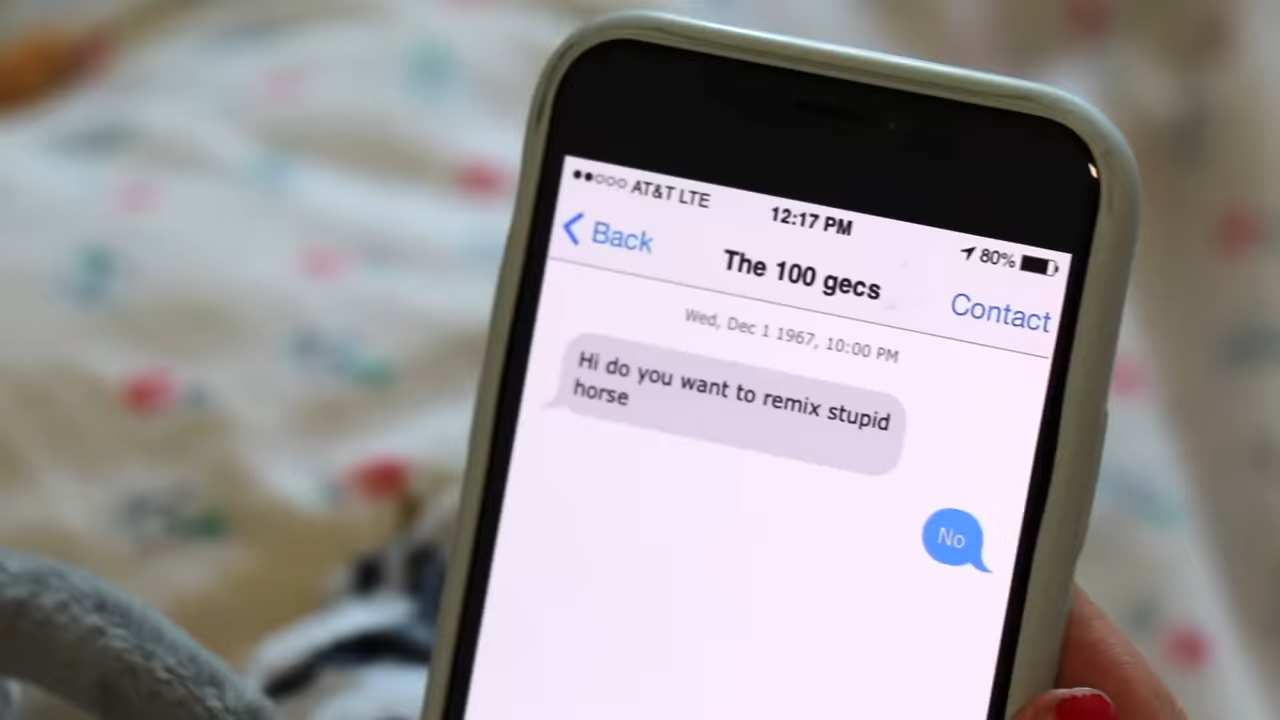 AT&T LTE 12:17 PM 80%
Back The 100 gecs Contact
Wed, Dec 1 1967, 10:00 PM
Hi do you want to remix stupid
horse
No